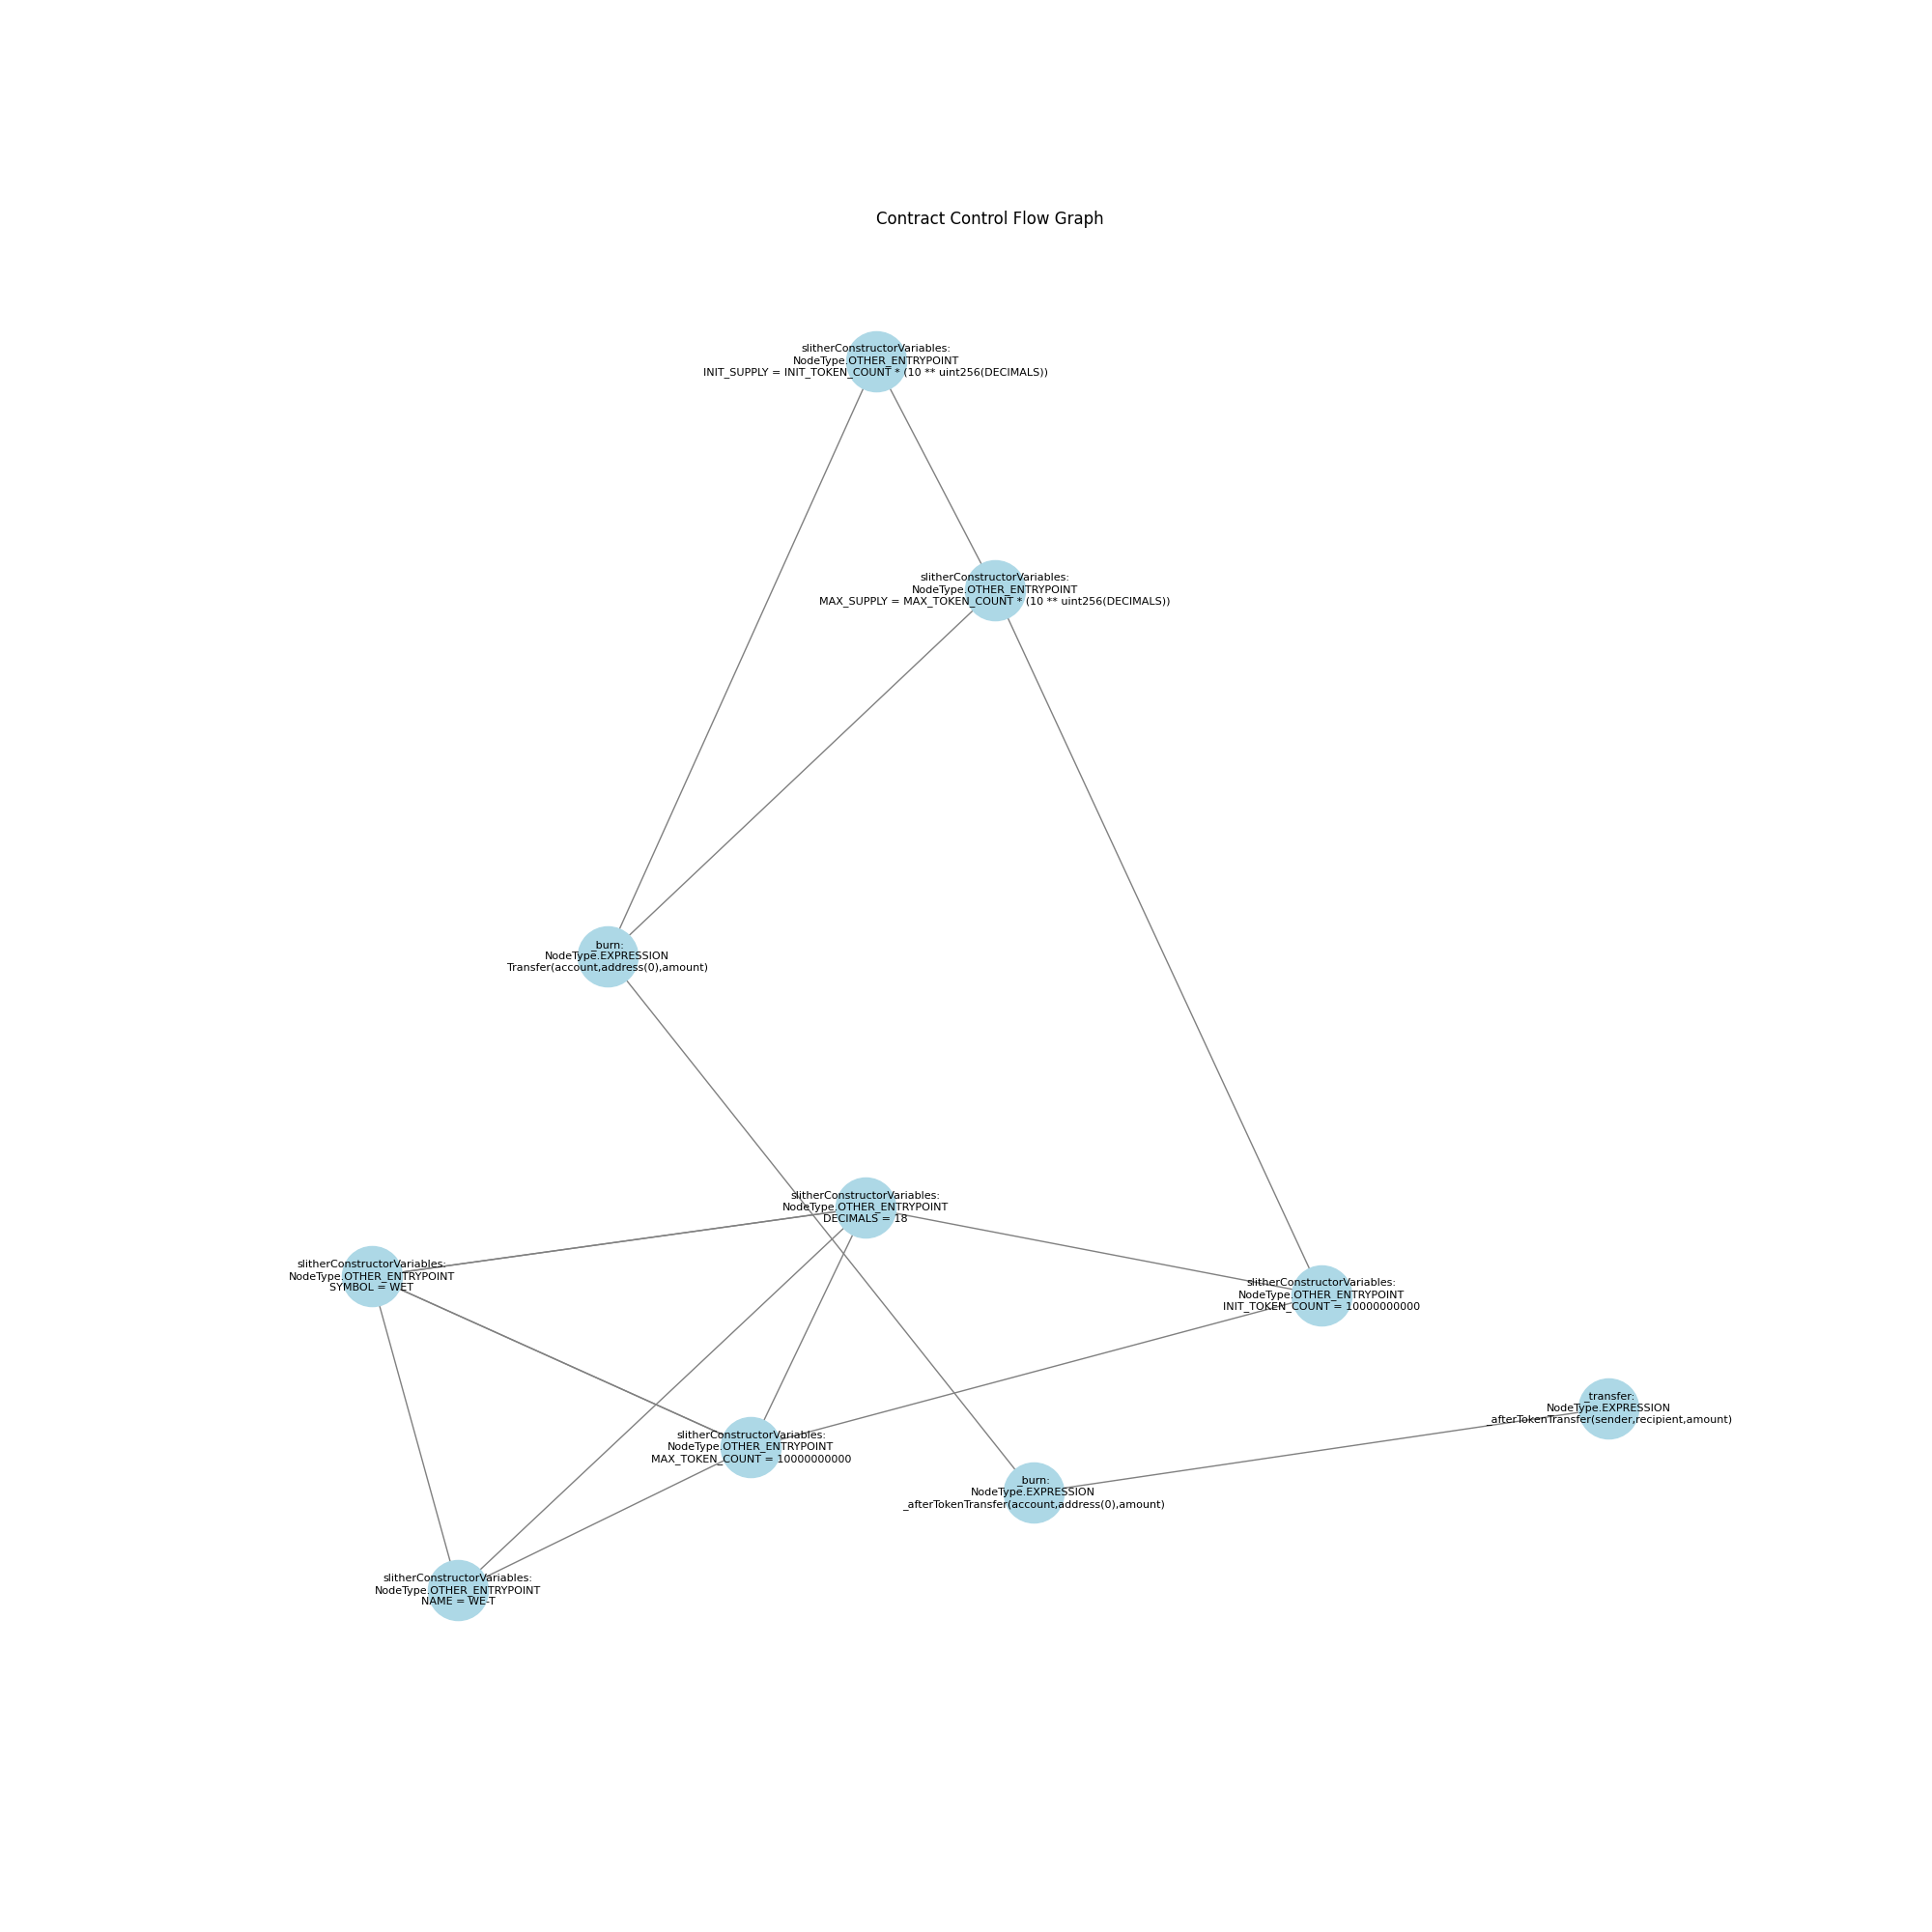 Contract Control Flow Graph
slitherConstructorVariables:
NodeType.OTHER_ENTRYPOINT
INIT_SUPPLY = INIT_TOKEN_COUNT * (10 ** uint256(DECIMALS))
slitherConstructorVariables:
NodeType.OTHER_ENTRYPOINT
MAX_SUPPLY = MAX_TOKEN_COUNT * (10 ** uint256(DECIMALS))
_burn:
NodeType.EXPRESSION
Transfer(account,address(0),amount)
slitherConstructorVariables:
NodeType.OTHER_ENTRYPOINT
DECIMALS = 18
slitherConstructorVariables:
NodeType.OTHER_ENTRYPOINT
SYMBOL = WET
slitherConstructorVariables:
NodeType.OTHER_ENTRYPOINT
INIT_TOKEN_COUNT = 10000000000
_transfer:
NodeType.EXPRESSION
_afterTokenTransfer(sender,recipient,amount)
slitherConstructorVariables:
NodeType.OTHER_ENTRYPOINT
MAX_TOKEN_COUNT = 10000000000
_burn:
NodeType.EXPRESSION
_afterTokenTransfer(account,address(0),amount)
slitherConstructorVariables:
NodeType.OTHER_ENTRYPOINT
NAME = WE-T